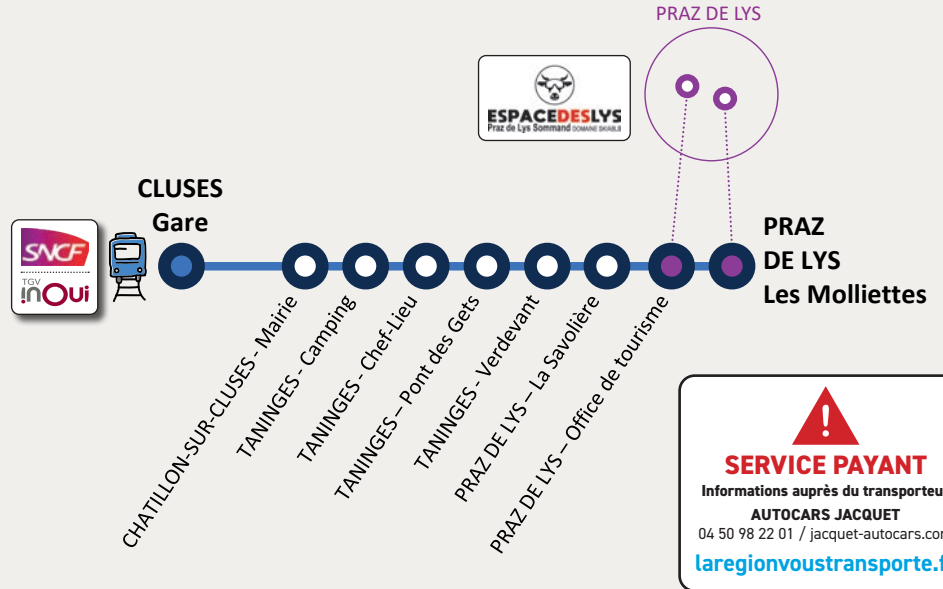 PRAZ DE LYS
ESPACEDESLYS
Praz de Lys Sommand DOMAINE SKIABLE
CLUSES
Gare
SNCF
TGV
inOui
PRAZ
DE LYS
Les Molliettes
CHATILLON-SUR-CLUSES - Mairie
TANINGES - Camping
TANINGES - Chef-Lieu
TANINGES – Pont des Gets
TANINGES - Verdevant
PRAZ DE LYS – La Savolière
PRAZ DE LYS – Office de tourisme
!
SERVICE PAYANT
Informations auprès du transporteu
AUTOCARS JACQUET
04 50 98 22 01 / jacquet-autocars.con
laregionvoustransporte.f